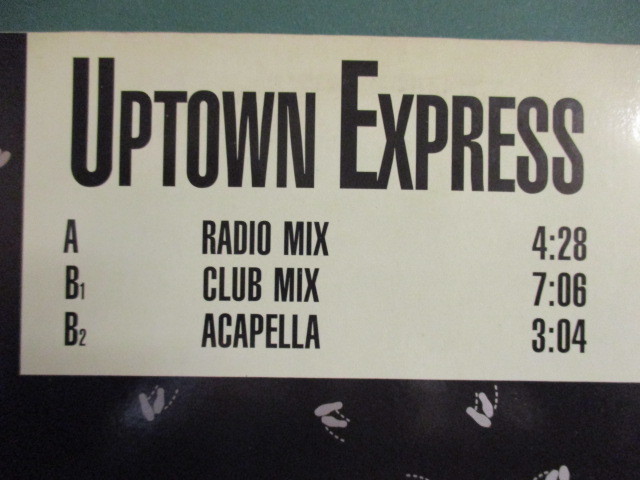 UPTOWN EXPRESS
A RADIO MIX 4:28
B1 CLUB MIX 7:06
B2 ACAPELLA 3:04